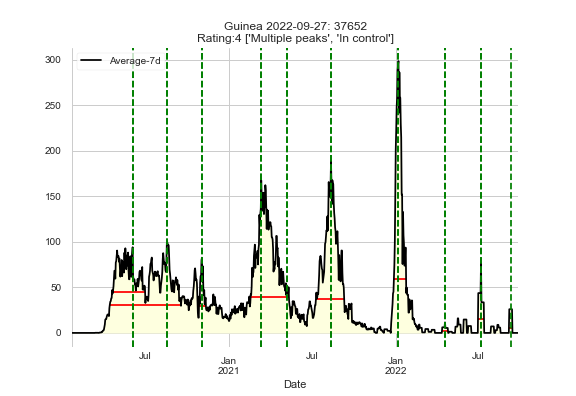 Guinea 2022-09-27: 37652
Rating:4 ['Multiple peaks', 'In control']
Average-7d
300
250
200
150
100
50
0
Jul
Jan
2021
Jul
Jan
2022
Jul
Date